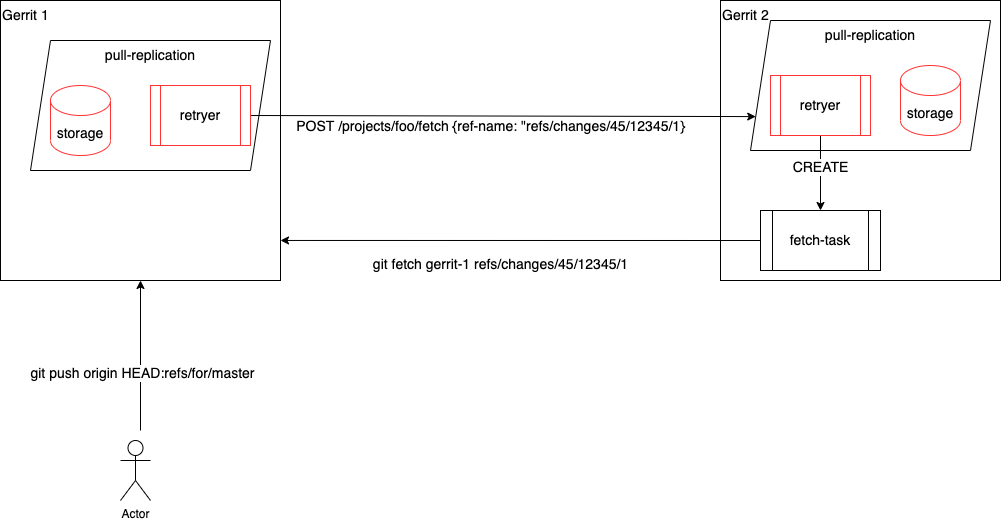 Gerrit 1
pull-replication
storage
retryer
POST /projects/foo/fetch {ref-name: "refs/changes/45/12345/1}
Gerrit 2
pull-replication
retryer
storage
CREATE
fetch-task
git fetch gerrit-1 refs/changes/45/12345/1
git push origin HEAD:refs/for/master
Actor